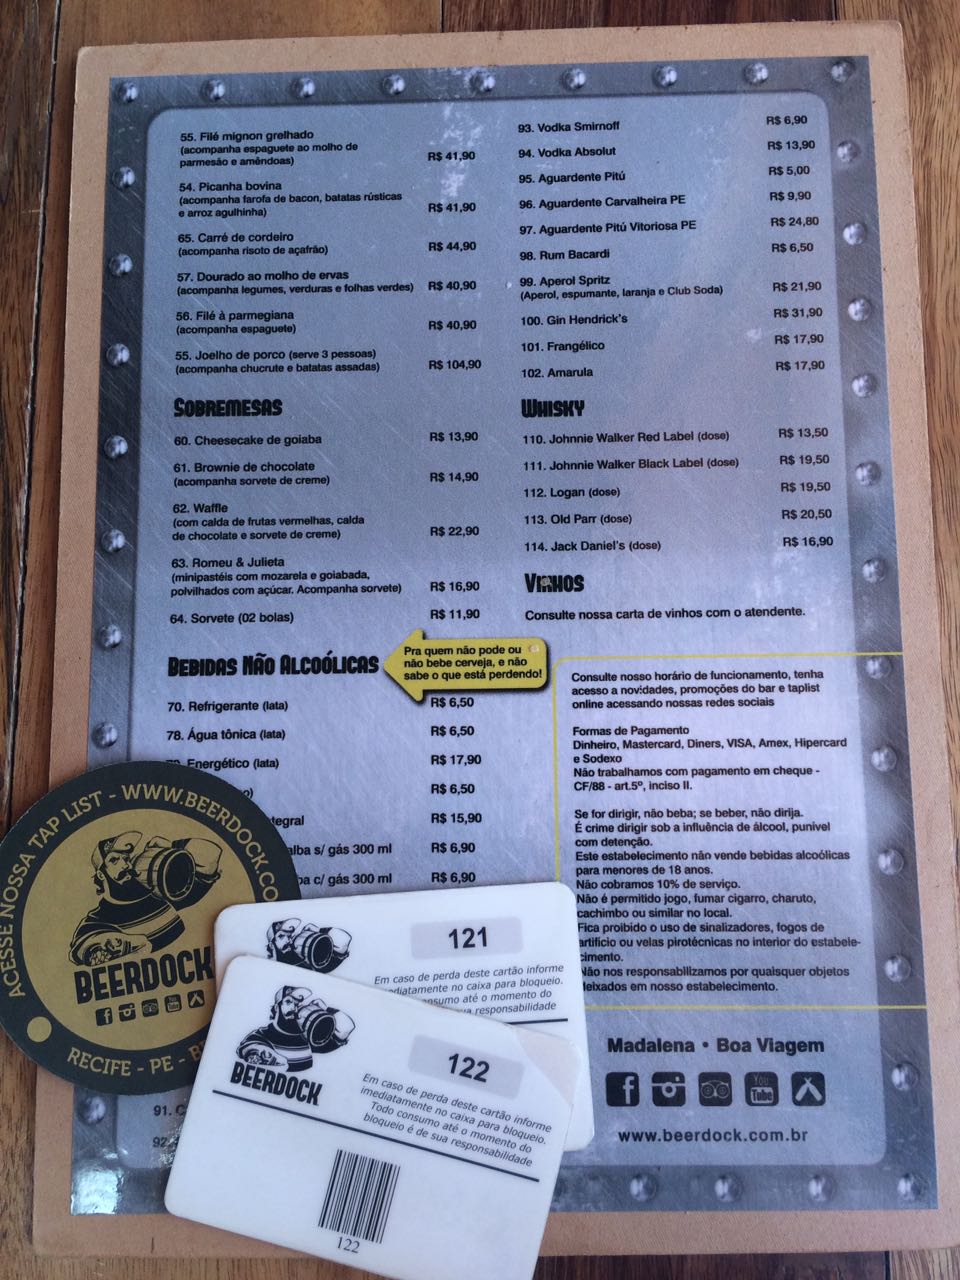 55. Filé mignon grelhado
(acompanha espaguete ao molho de
parmesão e amêndoas) R$ 41,90
54. Picanha bovina
(acompanha farofa de bacon, batatas rústicas
e arroz agulhinha) R$ 41,90
65. Carré de cordeiro
(acompanha risoto de açafrão) R$ 44,90
57. Dourado ao molho de ervas
(acompanha legumes, verduras e folhas verdes) R$ 40,90
56. Filé à parmegiana
(acompanha espaguete) R$ 40,90
55. Joelho de porco (serve 3 pessoas)
(acompanha chucrute e batatas assadas) R$ 104,90
SOBREMESAS
60. Cheesecake de goiaba R$ 13,90
61. Brownie de chocolate
(acompanha sorvete de creme) R$ 14,90
62. Waffle
(com calda de frutas vermelhas, calda
de chocolate e sorvete de creme) R$ 22,90
63. Romeu & Julieta
(minipastéis com mozarela e goiabada,
polvilhados com açúcar. Acompanha sorvete) R$ 16,90
64. Sorvete (02 bolas) R$ 11,90
BEBIDAS NÃO ALCOÓLICAS
Pra quem não pode ou
não bebe cerveja, e não
sabe o que está perdendo!
70. Refrigerante (lata) R$ 6,50
78. Água tônica (lata) R$ 6,50
Energético (lata) R$ 17,90
R$ 6,50
R$ 15,90
s/ gás 300 ml R$ 6,90
c/ gás 300 ml R$ 6,90
91.
92.
93. Vodka Smirnoff R$ 6,90
94. Vodka Absolut R$ 13,90
95. Aguardente Pitú R$ 5,00
96. Aguardente Carvalheira PE R$ 9,90
97. Aguardente Pitú Vitoriosa PE R$ 24,80
98. Rum Bacardi R$ 6,50
99. Aperol Spritz
(Aperol, espumante, laranja e Club Soda) R$ 21,90
100. Gin Hendrick's R$ 31,90
101. Frangélico R$ 17,90
102. Amarula R$ 17,90
WHISKY
110. Johnnie Walker Red Label (dose) R$ 13,50
111. Johnnie Walker Black Label (dose) R$ 19,50
112. Logan (dose) R$ 19,50
113. Old Parr (dose) R$ 20,50
114. Jack Daniel's (dose) R$ 16,90
VINHOS
Consulte nossa carta de vinhos com o atendente.
Consulte nosso horário de funcionamento, tenha
acesso a novidades, promoções do bar e taplist
online acessando nossas redes sociais
Formas de Pagamento
Dinheiro, Mastercard, Diners, VISA, Amex, Hipercard
e Sodexo
Não trabalhamos com pagamento em cheque -
CF/88 - art.5º, inciso II.
Se for dirigir, não beba; se beber, não dirija.
É crime dirigir sob a influência de álcool, punivel
com detenção.
Este estabelecimento não vende bebidas alcoólicas
para menores de 18 anos.
Não cobramos 10% de serviço.
Não é permitido jogo, fumar cigarro, charuto,
cachimbo ou similar no local.
Fica proibido o uso de sinalizadores, fogos de
artificio ou velas pirotécnicas no interior do estabele-
cimento.
Não nos responsabilizamos por quaisquer objetos
deixados em nosso estabelecimento.
Madalena • Boa Viagem
You Tube
www.beerdock.com.br
ACESSE NOSSA TAP LIST - WWW.BEERDOCK.CO
BEERDOCK
RECIFE - PE -
121
Em caso de perda deste cartão informe
imediatamente no caixa para bloqueio.
consumo até o momento do
responsabilidade
122
BEERDOCK
Em caso de perda deste cartão informe
imediatamente no caixa para bloqueio.
Todo consumo até o momento do
bloqueio é de sua responsabilidade
122